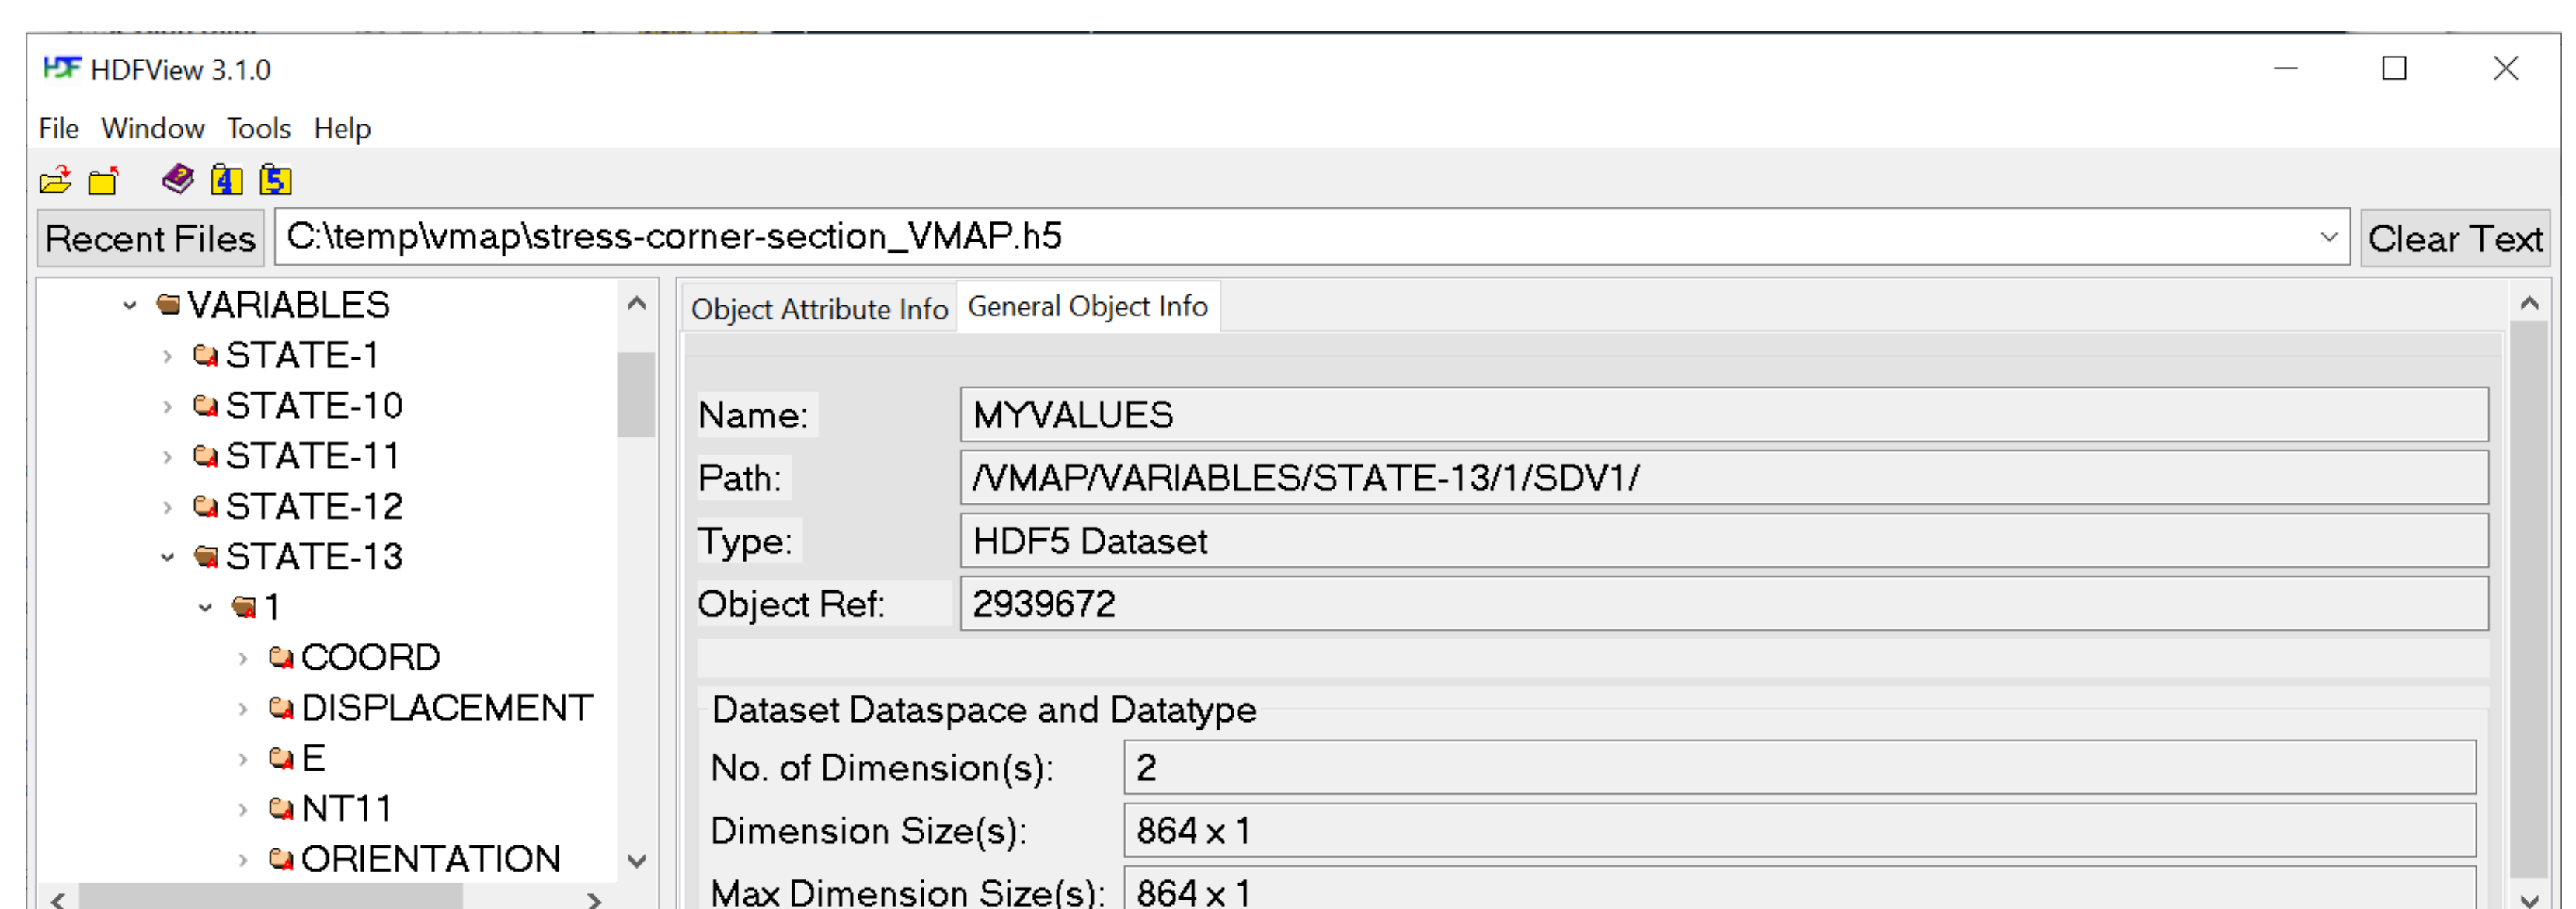 HDF HDFView 3.1.0
File Window Tools Help
4 5
Recent Files C:\temp\vmap\stress-corner-section_VMAP.h5 Clear Text
VARIABLES
STATE-1
STATE-10
STATE-11
STATE-12
STATE-13
1
COORD
DISPLACEMENT
E
NT11
ORIENTATION
Object Attribute Info General Object Info
Name: MYVALUES
Path: /VMAP/VARIABLES/STATE-13/1/SDV1/
Type: HDF5 Dataset
Object Ref: 2939672
Dataset Dataspace and Datatype
No. of Dimension(s): 2
Dimension Size(s): 864 x 1
Max Dimension Size(s): 864 x 1